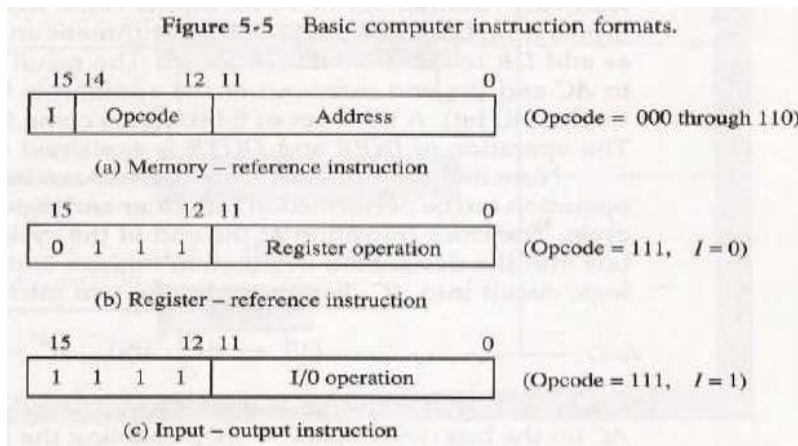 Figure 5-5 Basic computer instruction formats.
15 14 12 11 0
I Opcode Address (Opcode = 000 through 110)
(a) Memory – reference instruction
15 12 11 0
0 1 1 1 Register operation (Opcode = 111, I = 0)
(b) Register – reference instruction
15 12 11 0
1 1 1 1 I/0 operation (Opcode = 111, I = 1)
(c) Input – output instruction